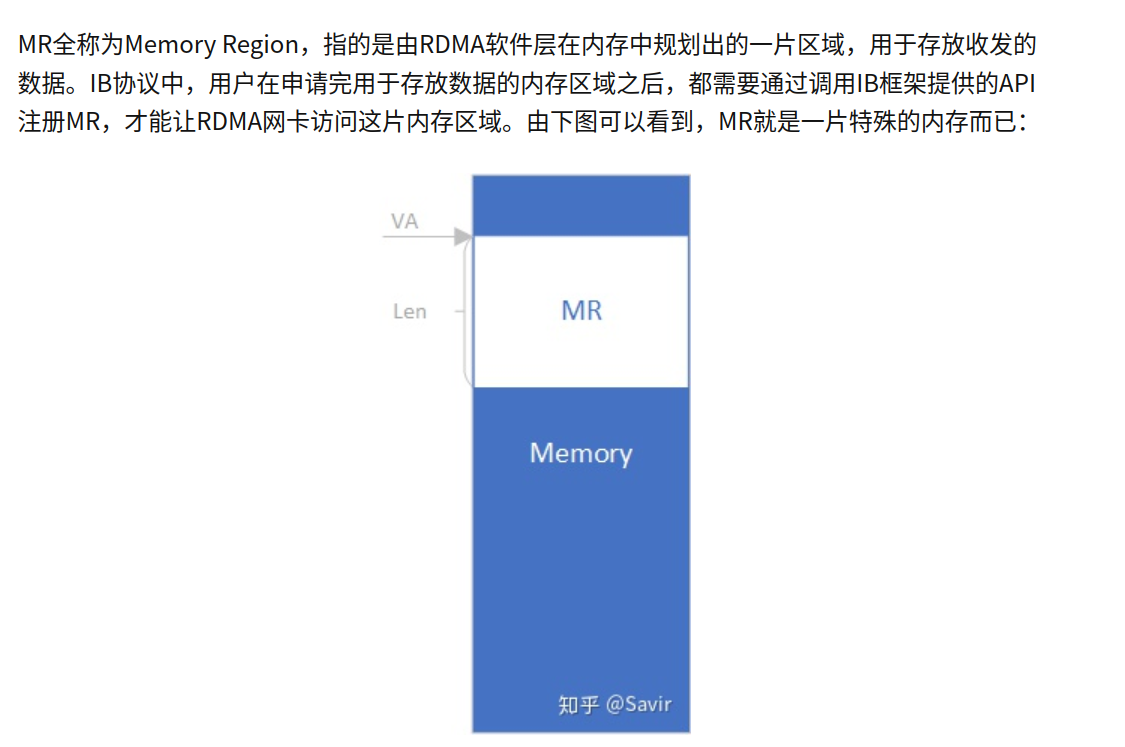 MR全称为Memory Region，指的是由RDMA软件层在内存中规划出的一片区域，用于存放收发的
数据。IB协议中，用户在申请完用于存放数据的内存区域之后，都需要通过调用IB框架提供的API
注册MR，才能让RDMA网卡访问这片内存区域。由下图可以看到，MR就是一片特殊的内存而已：
VA
Len
MR
Memory
知乎 @Savir